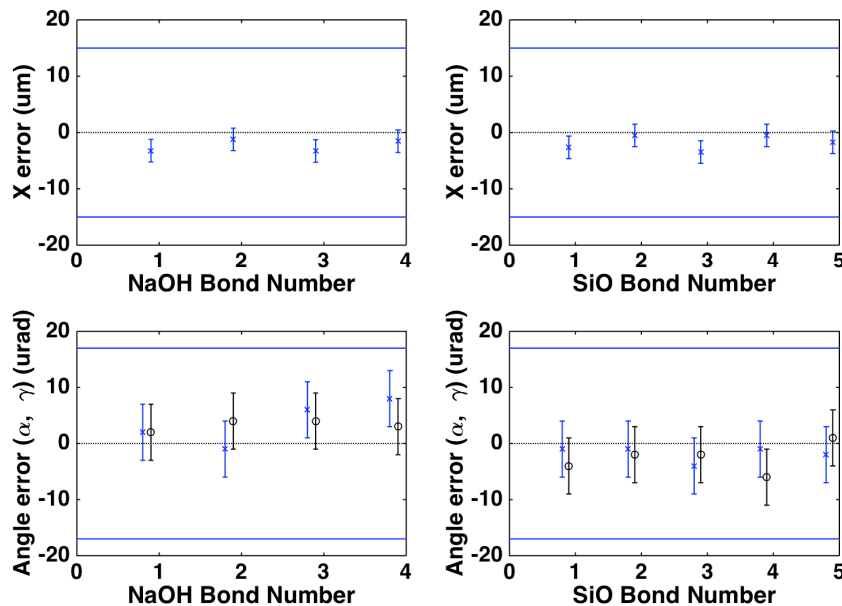 20
10
0
-10
-20
X error (um)
0 1 2 3 4
NaOH Bond Number
20
10
0
-10
-20
X error (um)
0 1 2 3 4 5
SiO Bond Number
20
10
0
-10
-20
Angle error (α, γ) (urad)
0 1 2 3 4
NaOH Bond Number
20
10
0
-10
-20
Angle error (α, γ) (urad)
0 1 2 3 4 5
SiO Bond Number